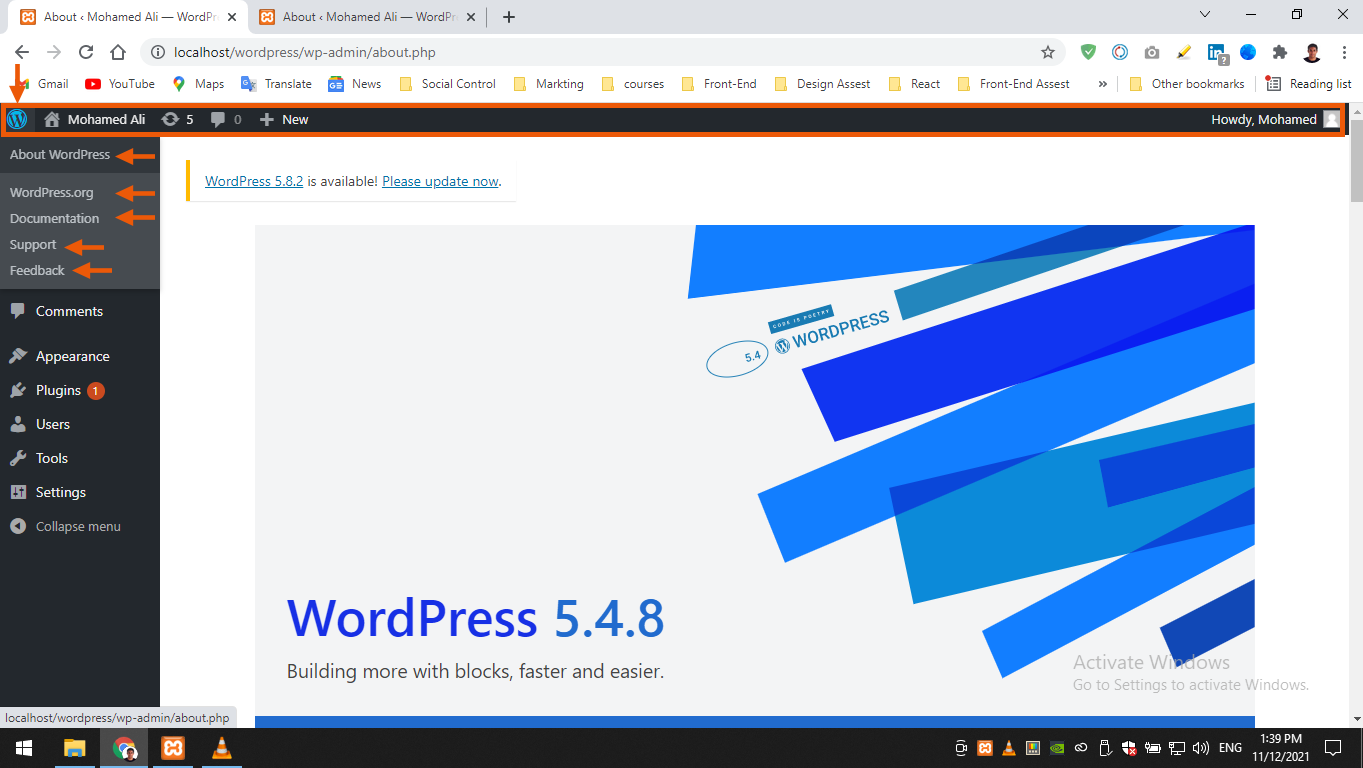 About ‹ Mohamed Ali — WordPr
About ‹ Mohamed Ali — WordPr
localhost/wordpress/wp-admin/about.php
Gmail YouTube Maps Translate News Social Control Markting courses Front-End Design Assest React Front-End Assest » Other bookmarks Reading list
Mohamed Ali 5 0 + New Howdy, Mohamed
About WordPress
WordPress.org
Documentation
Support
Feedback
Comments
Appearance
Plugins 1
Users
Tools
Settings
Collapse menu
WordPress 5.8.2 is available! Please update now.
CODE IS POETRY
WORDPRESS
5.4
WordPress 5.4.8
Building more with blocks, faster and easier.
Activate Windows
Go to Settings to activate Windows.
localhost/wordpress/wp-admin/about.php
ENG
1:39 PM
11/12/2021